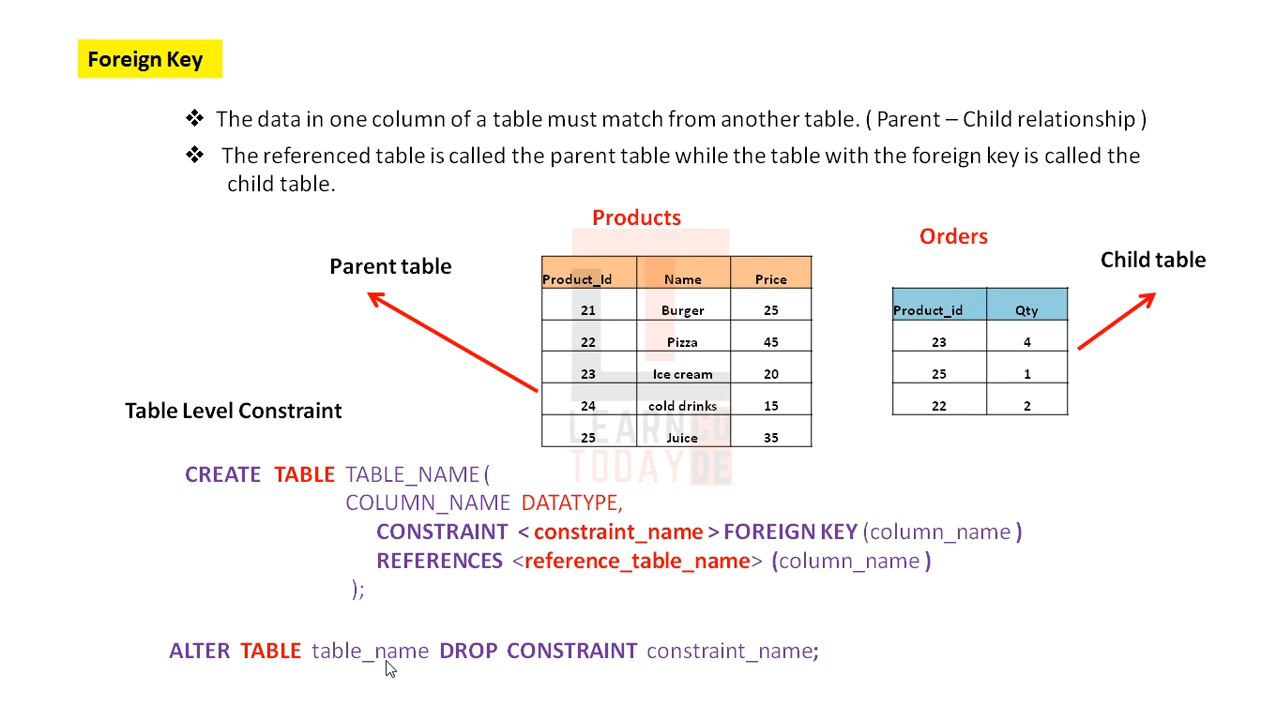 Foreign Key
❖ The data in one column of a table must match from another table. ( Parent – Child relationship )
❖ The referenced table is called the parent table while the table with the foreign key is called the
child table.
Products
Orders
Parent table
Child table
Product_Id Name Price
21 Burger 25
22 Pizza 45
23 Ice cream 20
24 cold drinks 15
25 Juice 35
Product_id Qty
23 4
25 1
22 2
LEARNCO
TODAYDE
Table Level Constraint
CREATE TABLE TABLE_NAME (
COLUMN_NAME DATATYPE,
CONSTRAINT < constraint_name > FOREIGN KEY (column_name )
REFERENCES <reference_table_name> (column_name )
);
ALTER TABLE table_name DROP CONSTRAINT constraint_name;